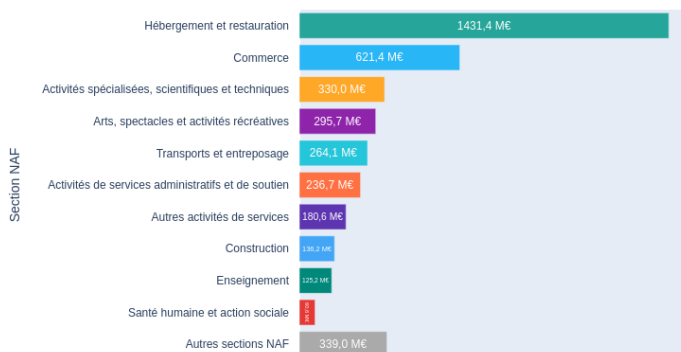 Section NAF
Hébergement et restauration
1431,4 M€
Commerce
621,4 M€
Activités spécialisées, scientifiques et techniques
330,0 M€
Arts, spectacles et activités récréatives
295,7 M€
Transports et entreposage
264,1 M€
Activités de services administratifs et de soutien
236,7 M€
Autres activités de services
180,6 M€
Construction
136,2 M€
Enseignement
125,2 M€
Santé humaine et action sociale
M€
Autres sections NAF
339,0 M€